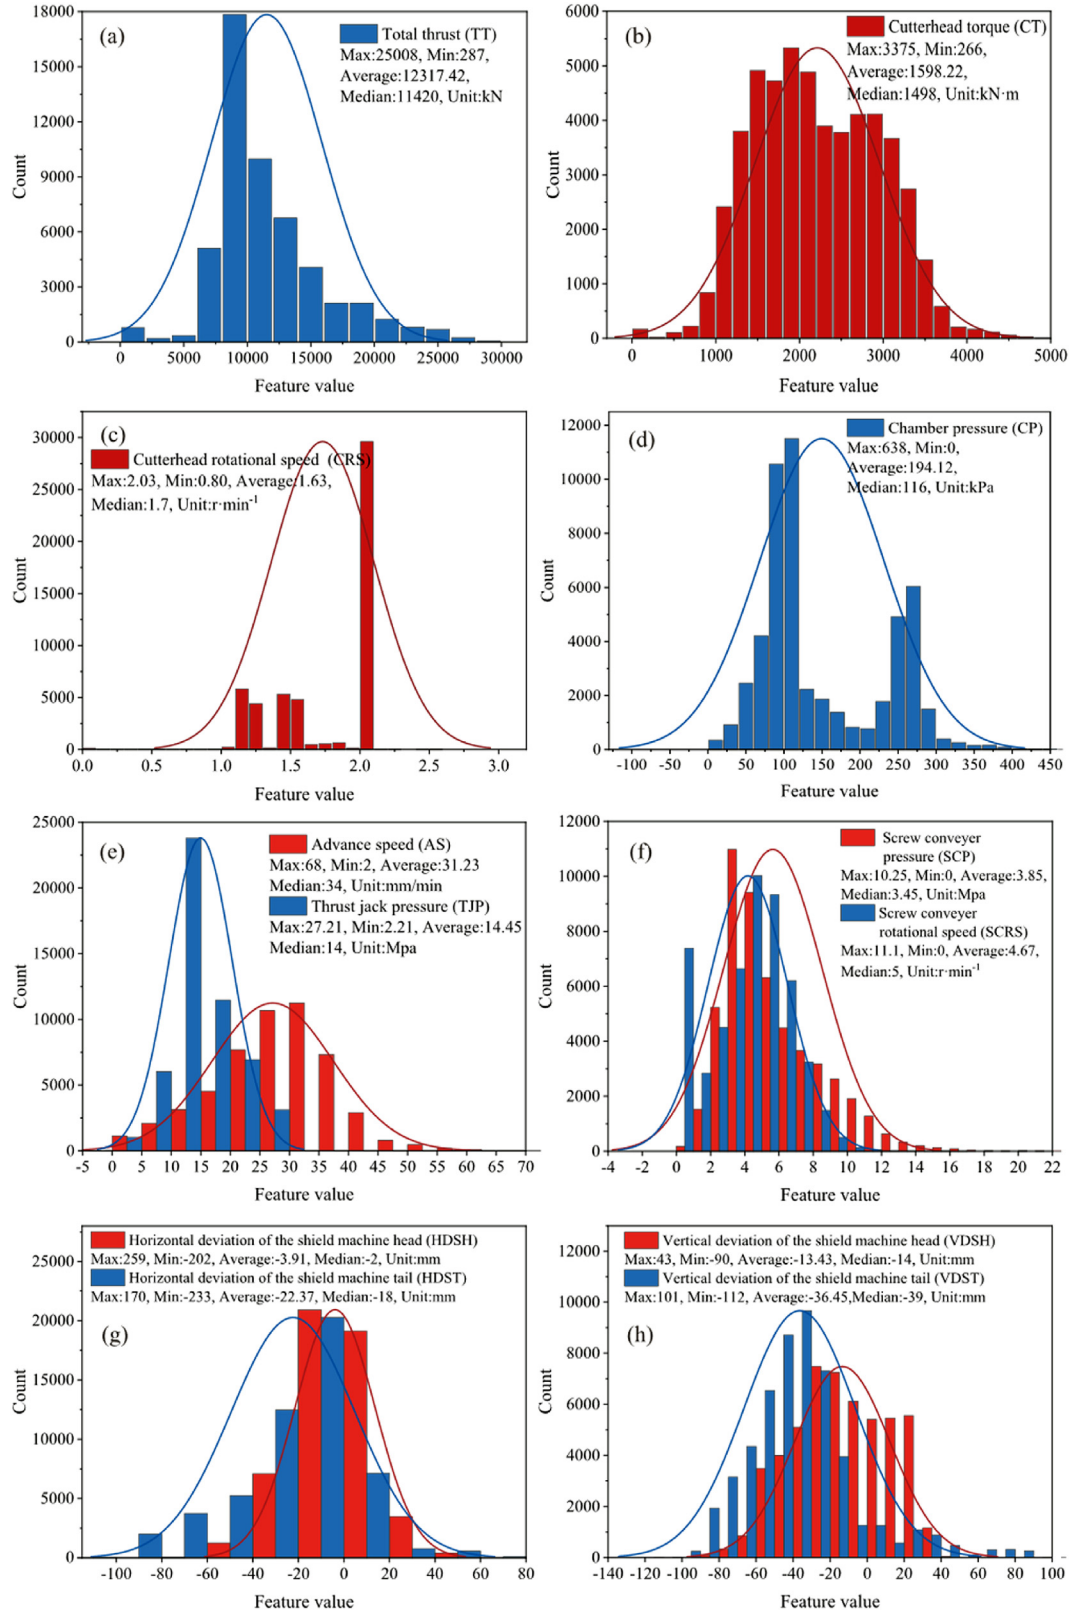 (a)
Total thrust (TT)
Max:25008, Min:287,
Average:12317.42,
Median:11420, Unit:kN
18000
15000
12000
9000
6000
3000
0
Count
0 5000 10000 15000 20000 25000 30000
Feature value
(b)
Cutterhead torque (CT)
Max:3375, Min:266,
Average:1598.22,
Median:1498, Unit:kN·m
6000
5000
4000
3000
2000
1000
0
Count
0 1000 2000 3000 4000 5000
Feature value
(c)
Cutterhead rotational speed (CRS)
Max:2.03, Min:0.80, Average:1.63,
Median:1.7, Unit:r·min⁻¹
30000
25000
20000
15000
10000
5000
0
Count
0.0 0.5 1.0 1.5 2.0 2.5 3.0
Feature value
(d)
Chamber pressure (CP)
Max:638, Min:0,
Average:194.12,
Median:116, Unit:kPa
12000
10000
8000
6000
4000
2000
0
Count
-100 -50 0 50 100 150 200 250 300 350 400 450
Feature value
(e)
Advance speed (AS)
Max:68, Min:2, Average:31.23
Median:34, Unit:mm/min
Thrust jack pressure (TJP)
Max:27.21, Min:2.21, Average:14.45
Median:14, Unit:Mpa
25000
20000
15000
10000
5000
0
Count
-5 0 5 10 15 20 25 30 35 40 45 50 55 60 65 70
Feature value
(f)
Screw conveyer
pressure (SCP)
Max:10.25, Min:0, Average:3.85,
Median:3.45, Unit:Mpa
Screw conveyer
rotational speed (SCRS)
Max:11.1, Min:0, Average:4.67,
Median:5, Unit:r·min⁻¹
12000
10000
8000
6000
4000
2000
0
Count
-4 -2 0 2 4 6 8 10 12 14 16 18 20 22
Feature value
Horizontal deviation of the shield machine head (HDSH)
Max:259, Min:-202, Average:-3.91, Median:-2, Unit:mm
Horizontal deviation of the shield machine tail (HDST)
Max:170, Min:-233, Average:-22.37, Median:-18, Unit:mm
(g)
25000
20000
15000
10000
5000
0
Count
-100 -80 -60 -40 -20 0 20 40 60 80
Feature value
Vertical deviation of the shield machine head (VDSH)
Max:43, Min:-90, Average:-13.43, Median:-14, Unit:mm
Vertical deviation of the shield machine tail (VDST)
Max:101, Min:-112, Average:-36.45,Median:-39, Unit:mm
(h)
12000
10000
8000
6000
4000
2000
0
Count
-140 -120 -100 -80 -60 -40 -20 0 20 40 60 80 100
Feature value